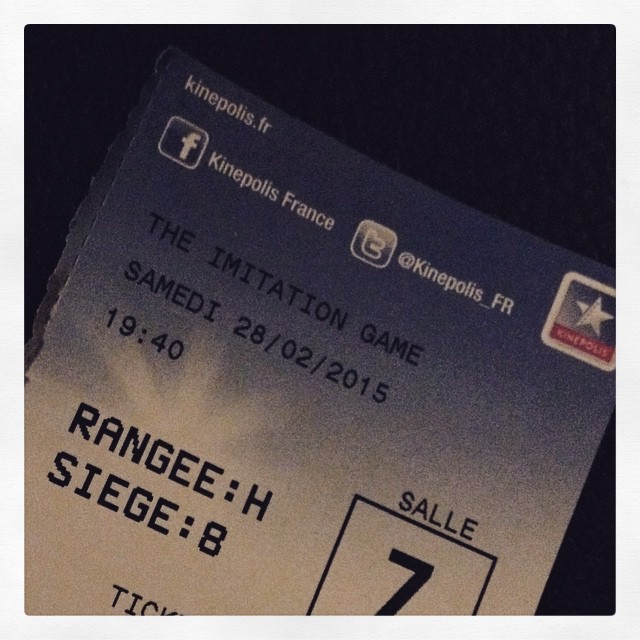 kinepolis.fr
f Kinepolis France
t @Kinepolis_FR
KINEPOLIS
THE IMITATION GAME
SAMEDI 28/02/2015
19:40
RANGEE:H
SIEGE:8
SALLE
7